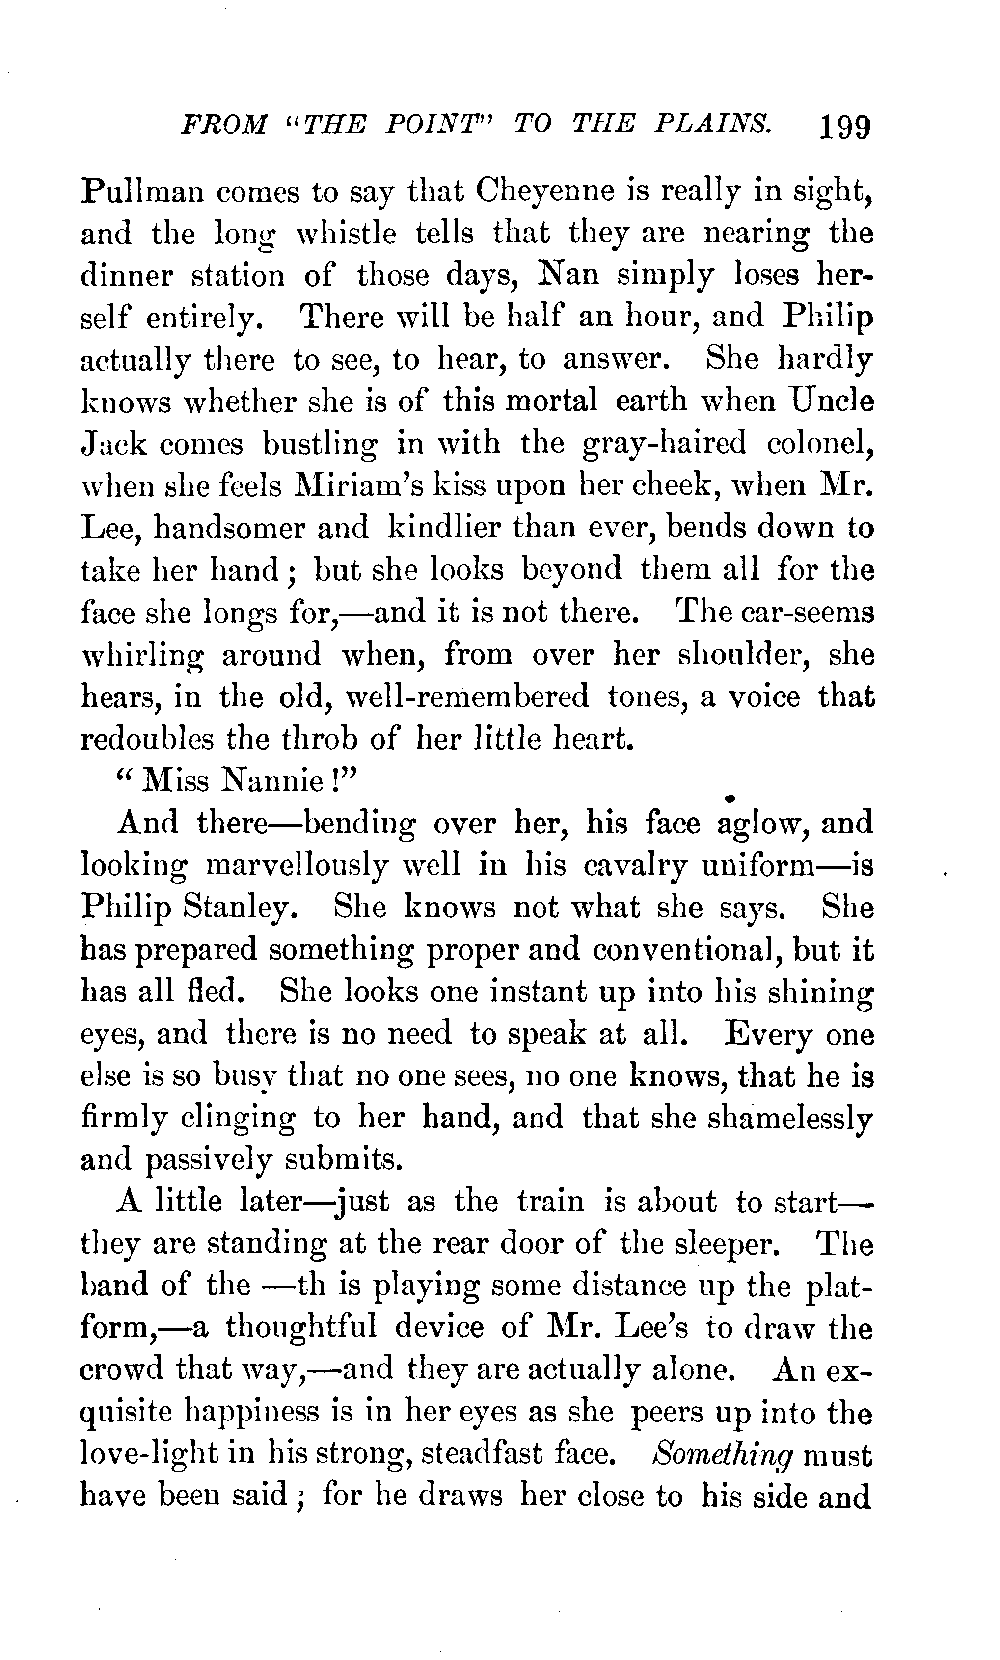 FROM "THE POINT" TO THE PLAINS. 199
Pullman comes to say that Cheyenne is really in sight,
and the long whistle tells that they are nearing the
dinner station of those days, Nan simply loses her-
self entirely. There will be half an hour, and Philip
actually there to see, to hear, to answer. She hardly
knows whether she is of this mortal earth when Uncle
Jack comes bustling in with the gray-haired colonel,
when she feels Miriam's kiss upon her cheek, when Mr.
Lee, handsomer and kindlier than ever, bends down to
take her hand; but she looks beyond them all for the
face she longs for,—and it is not there. The car-seems
whirling around when, from over her shoulder, she
hears, in the old, well-remembered tones, a voice that
redoubles the throb of her little heart.
"Miss Nannie!"
And there—bending over her, his face aglow, and
looking marvellously well in his cavalry uniform—is
Philip Stanley. She knows not what she says. She
has prepared something proper and conventional, but it
has all fled. She looks one instant up into his shining
eyes, and there is no need to speak at all. Every one
else is so busy that no one sees, no one knows, that he is
firmly clinging to her hand, and that she shamelessly
and passively submits.
A little later—just as the train is about to start—
they are standing at the rear door of the sleeper. The
band of the —th is playing some distance up the plat-
form,—a thoughtful device of Mr. Lee's to draw the
crowd that way,—and they are actually alone. An ex-
quisite happiness is in her eyes as she peers up into the
love-light in his strong, steadfast face. Something must
have been said; for he draws her close to his side and